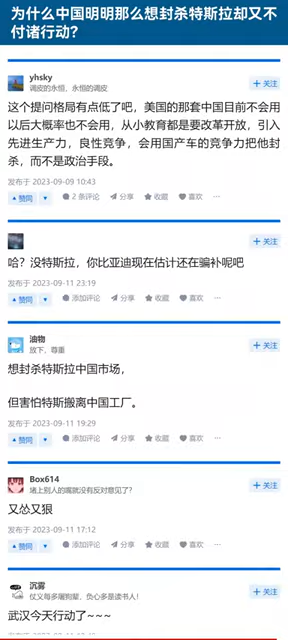 为什么中国明明那么想封杀特斯拉却又不
付诸行动?
yhsky
调皮的永恒，永恒的调皮
+ 关注
这个提问格局有点低了吧，美国的那套中国目前不会用
以后大概率也不会用，从小教育都是要改革开放，引入
先进生产力，良性竞争，会用国产车的竞争力把他封
杀，而不是政治手段。
发布于 2023-09-09 10:43
赞同 2 条评论 分享 收藏 喜欢 ···
+ 关注
哈？没特斯拉，你比亚迪现在估计还在骗补呢吧
发布于 2023-09-11 23:19
赞同 添加评论 分享 收藏 喜欢 ···
油物
放下，尊重
+ 关注
想封杀特斯拉中国市场，
但害怕特斯搬离中国工厂。
发布于 2023-09-11 19:29
赞同 添加评论 分享 收藏 喜欢 ···
Box614
堵上别人的嘴就没有反对意见了?
+ 关注
又怂又狠
发布于 2023-09-11 17:12
赞同 添加评论 分享 收藏 喜欢 ···
沉雾
仗义每多屠狗辈，负心多是读书人！
+ 关注
武汉今天行动了~~~